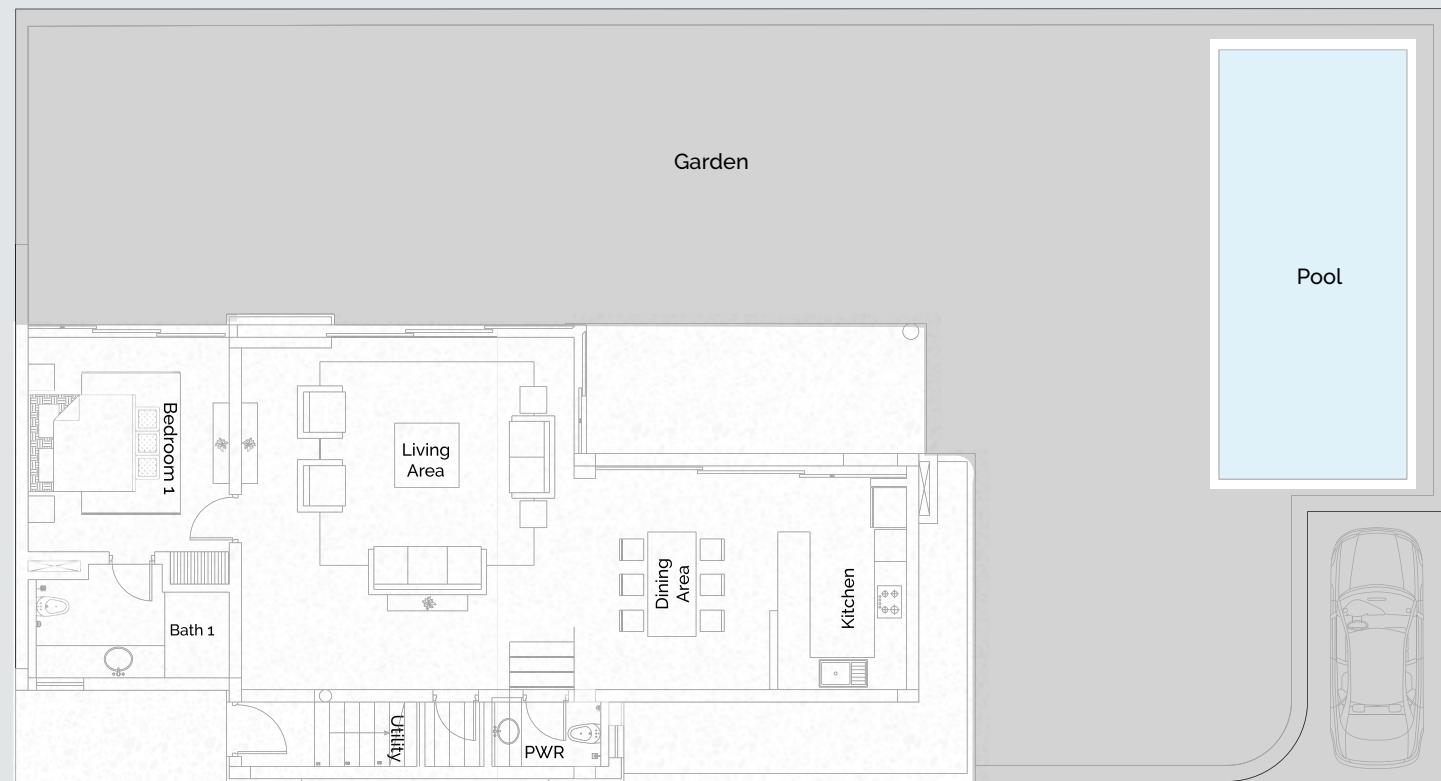 Garden
Pool
Bedroom 1
Living
Area
Dining
Area
Kitchen
Bath 1
Utility
PWR